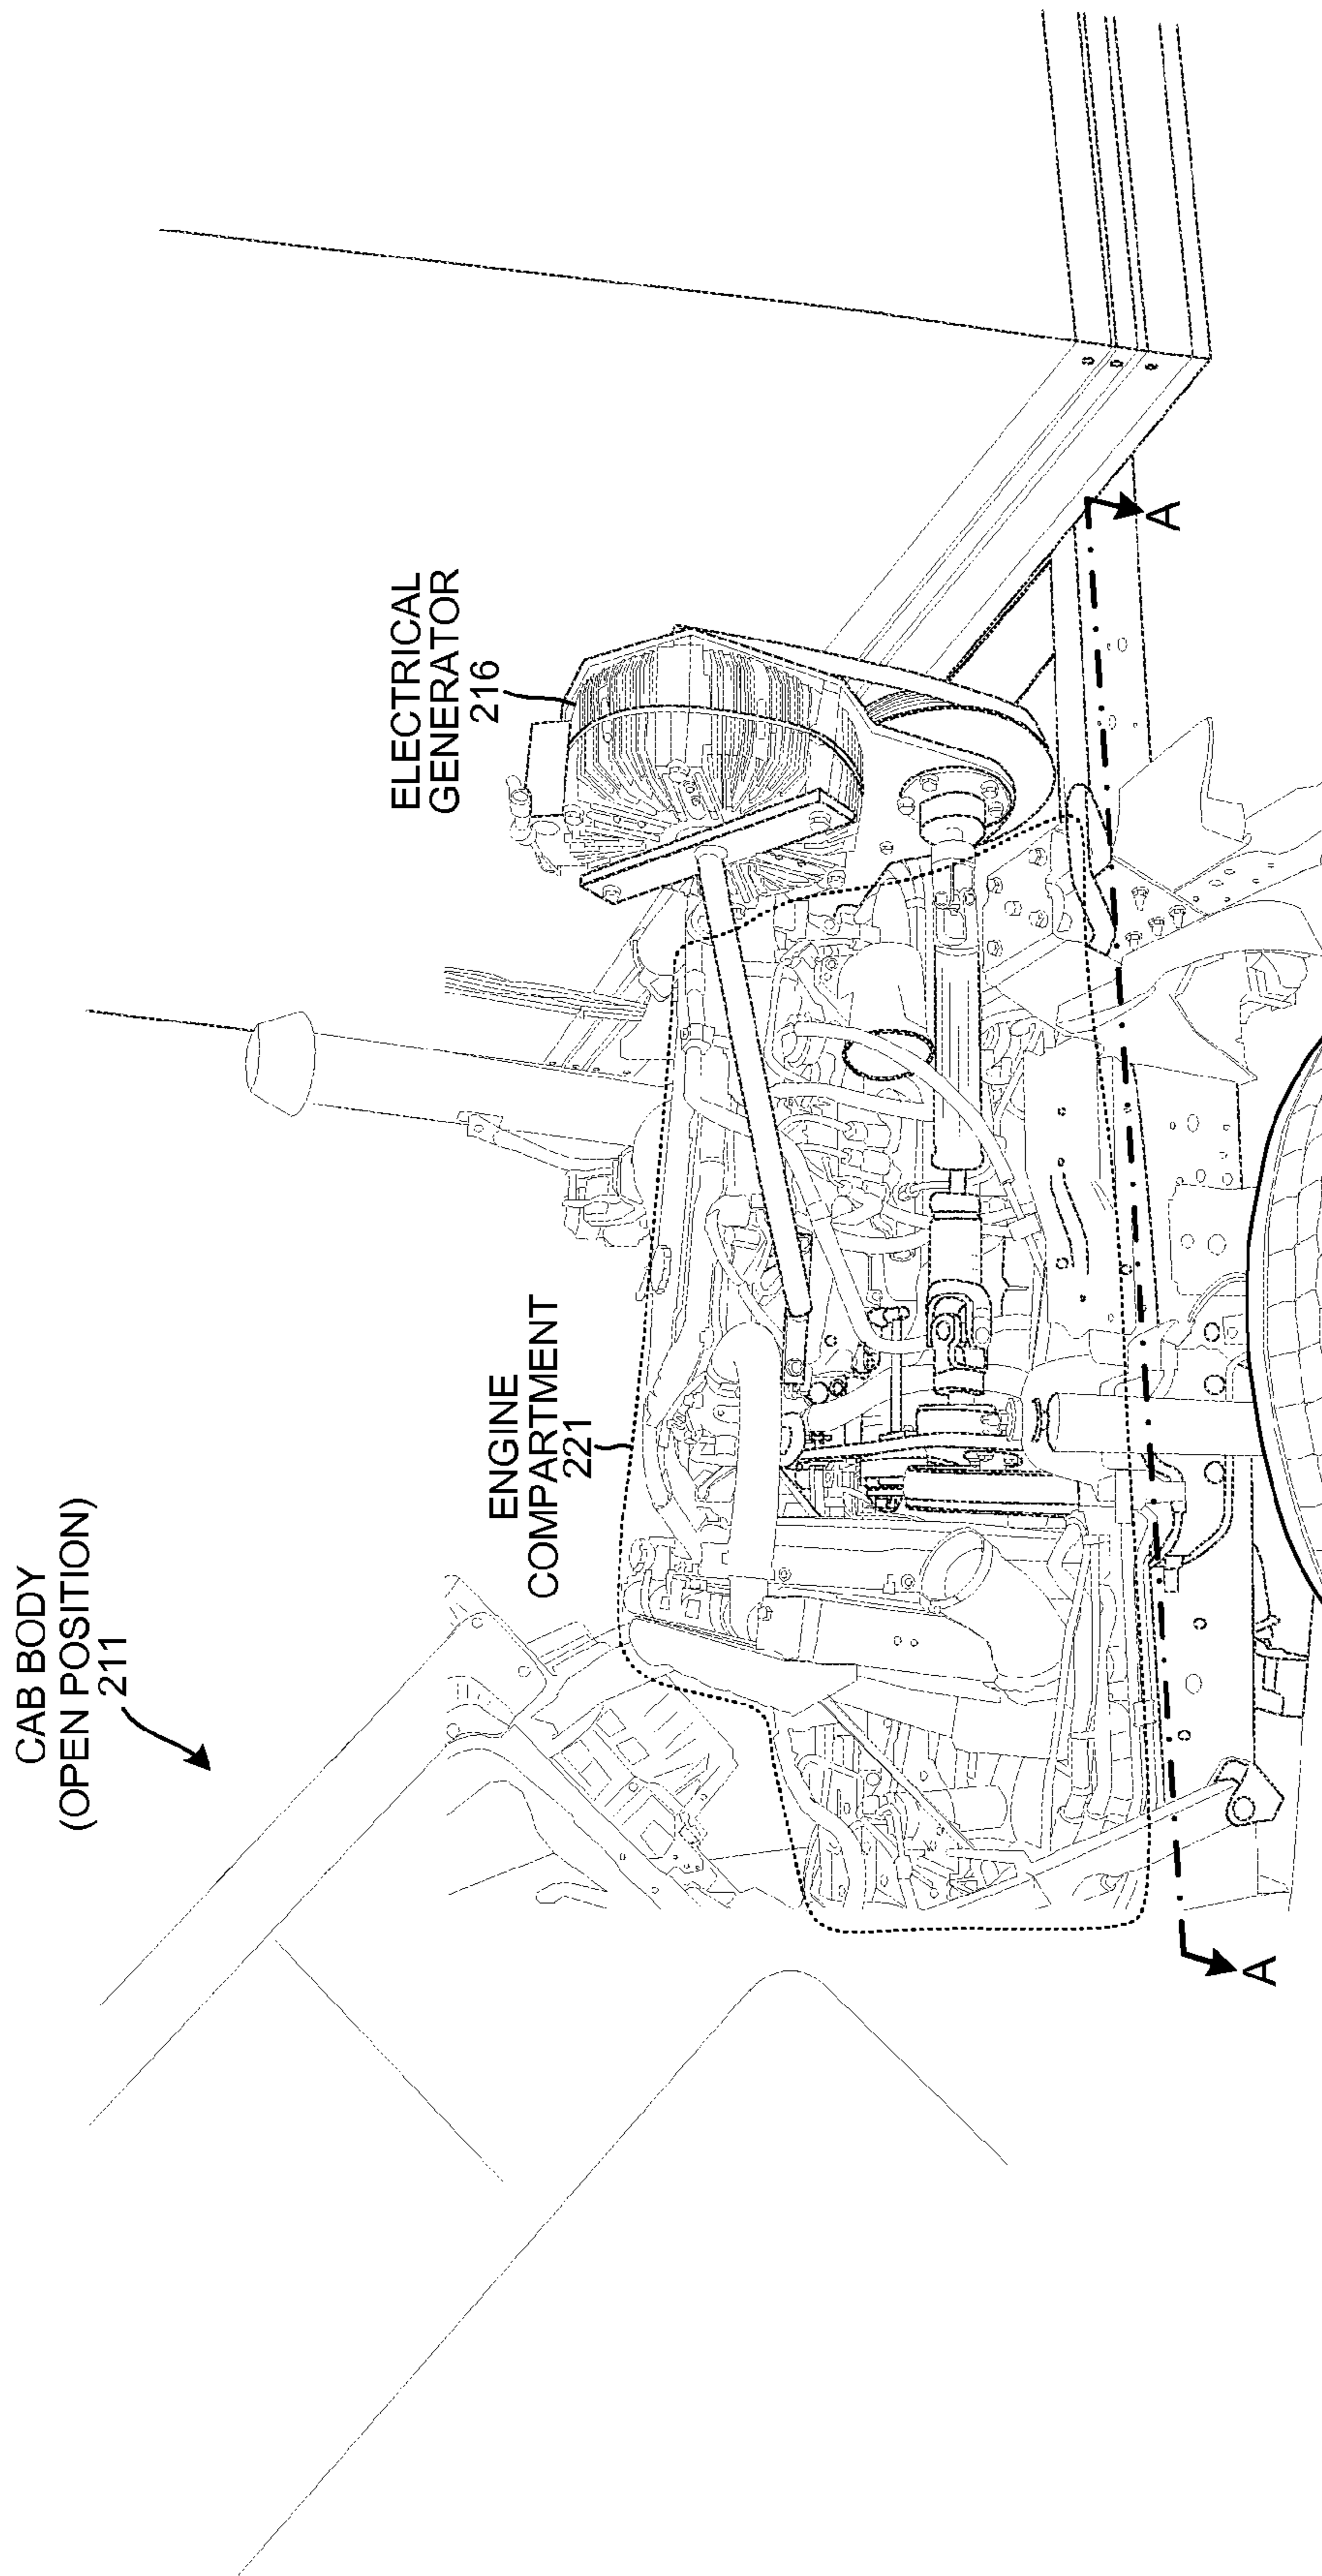 CAB BODY
(OPEN POSITION)
211
ENGINE
COMPARTMENT
221
ELECTRICAL
GENERATOR
216
A
A